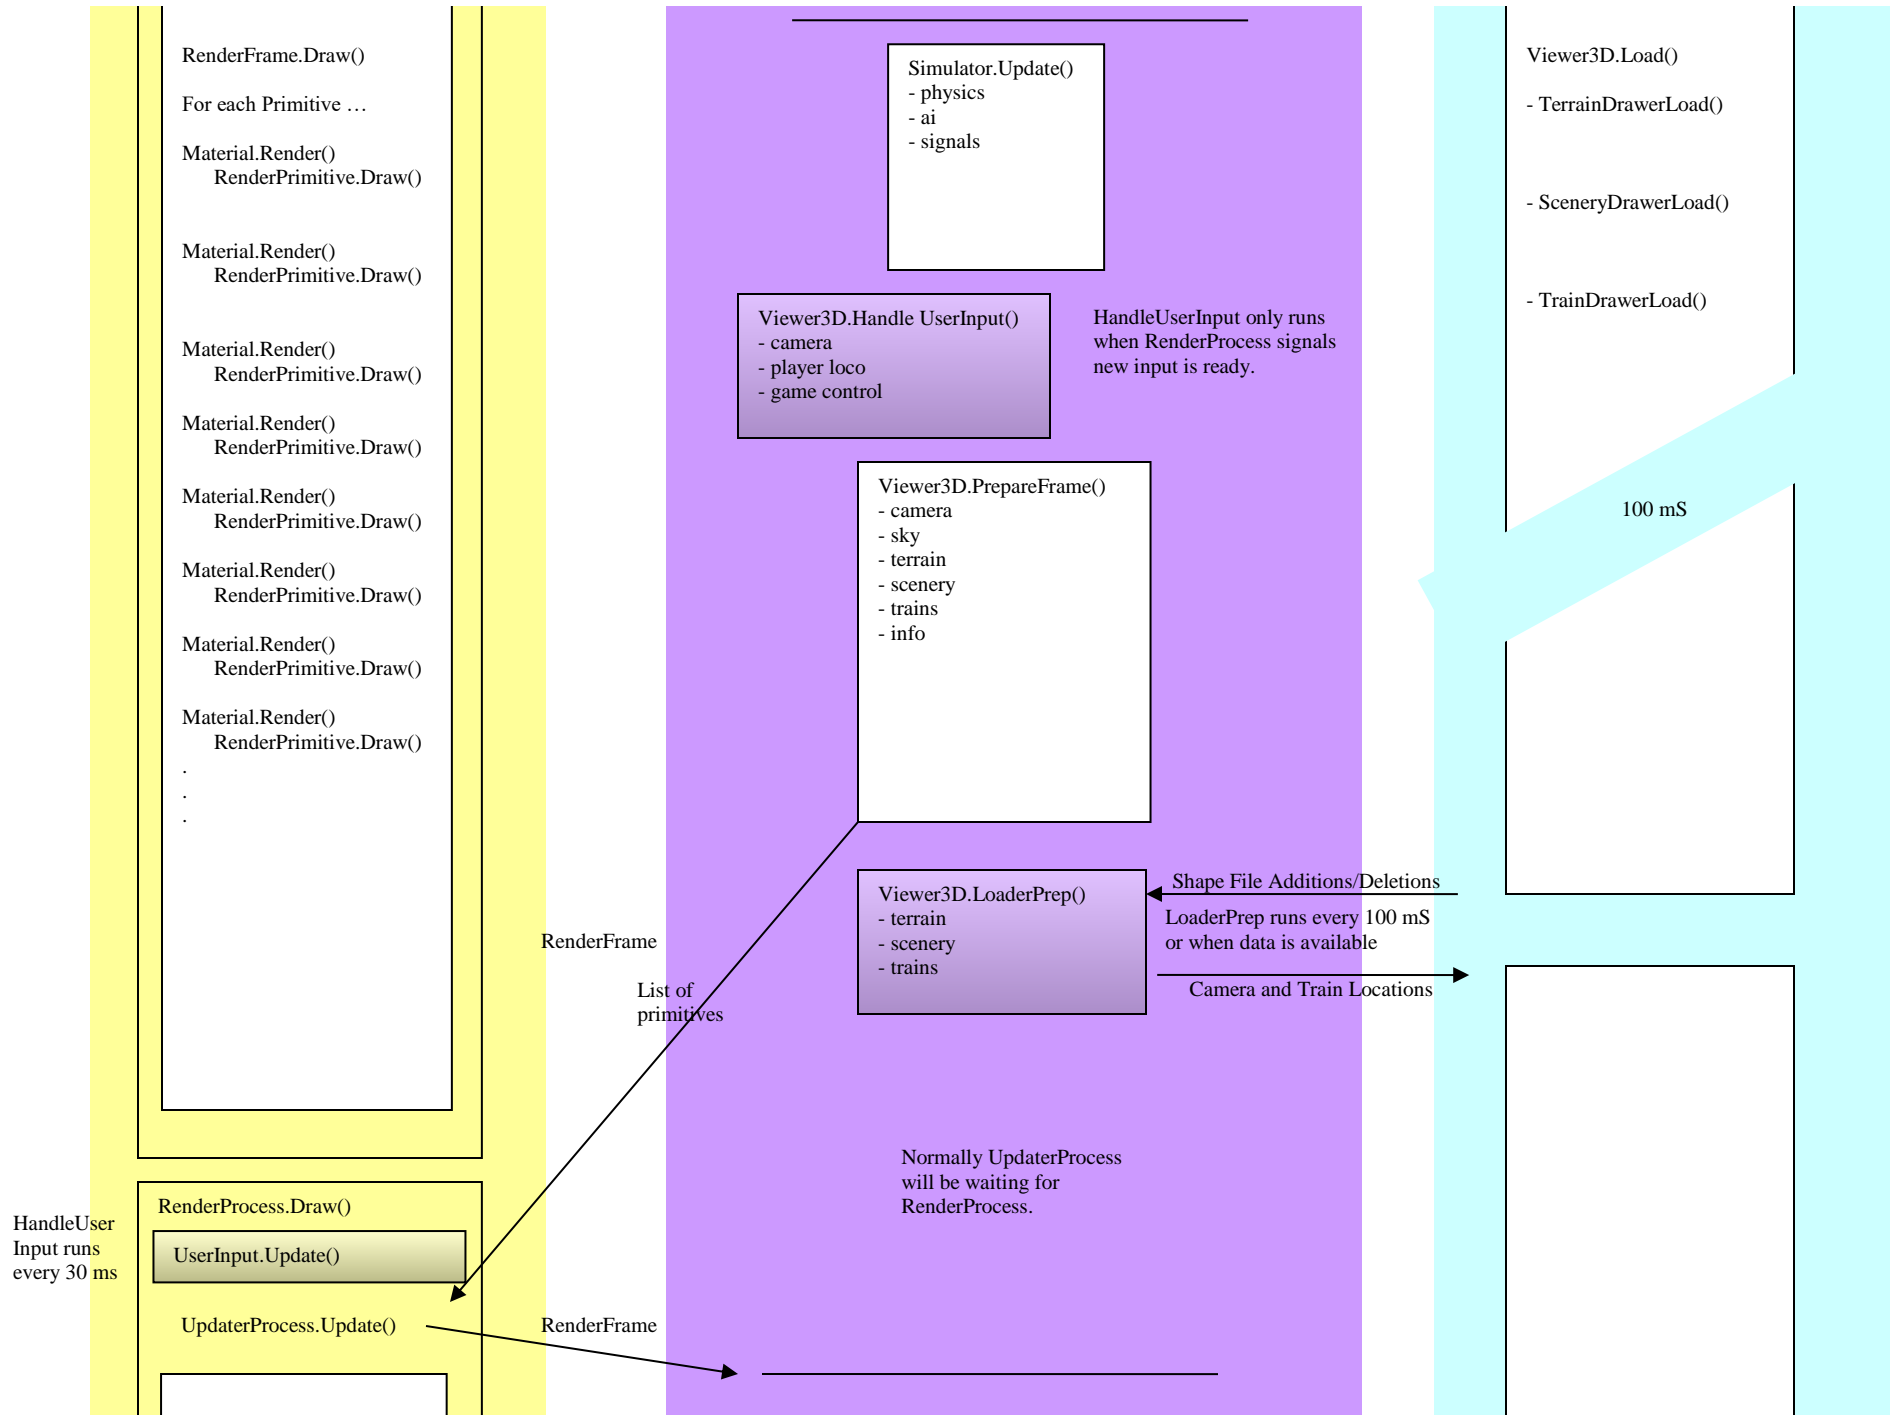 RenderFrame.Draw()
For each Primitive …
Material.Render()
RenderPrimitive.Draw()
Material.Render()
RenderPrimitive.Draw()
Material.Render()
RenderPrimitive.Draw()
Material.Render()
RenderPrimitive.Draw()
Material.Render()
RenderPrimitive.Draw()
Material.Render()
RenderPrimitive.Draw()
Material.Render()
RenderPrimitive.Draw()
Material.Render()
RenderPrimitive.Draw()
.
.
.
HandleUser
Input runs
every 30 ms
RenderProcess.Draw()
UserInput.Update()
UpdaterProcess.Update()
RenderFrame
List of
primitives
RenderFrame
Simulator.Update()
- physics
- ai
- signals
Viewer3D.Handle UserInput()
- camera
- player loco
- game control
HandleUserInput only runs
when RenderProcess signals
new input is ready.
Viewer3D.PrepareFrame()
- camera
- sky
- terrain
- scenery
- trains
- info
Viewer3D.LoaderPrep()
- terrain
- scenery
- trains
Shape File Additions/Deletions
LoaderPrep runs every 100 mS
or when data is available
Camera and Train Locations
Normally UpdaterProcess
will be waiting for
RenderProcess.
Viewer3D.Load()
- TerrainDrawerLoad()
- SceneryDrawerLoad()
- TrainDrawerLoad()
100 mS